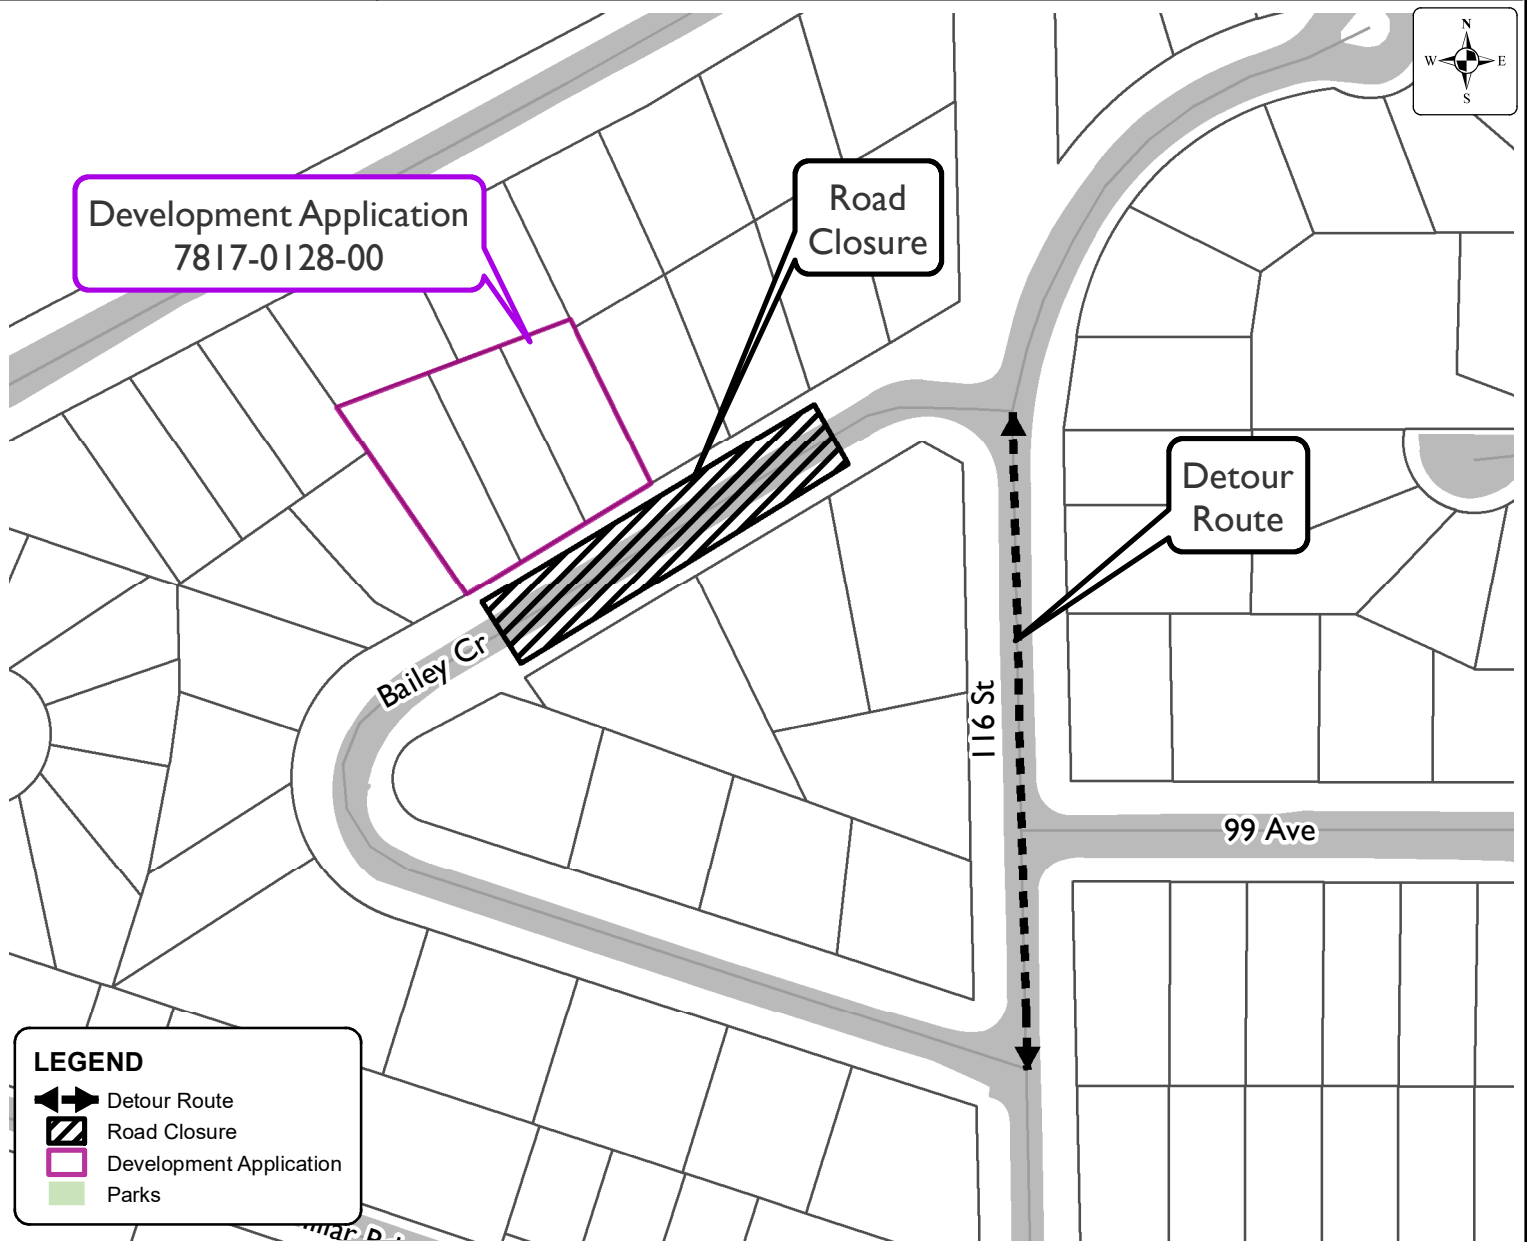 N
W E
S
Development Application
7817-0128-00
Road
Closure
Detour
Route
Bailey Cr
116 St
99 Ave
LEGEND
Detour Route
Road Closure
Development Application
Parks